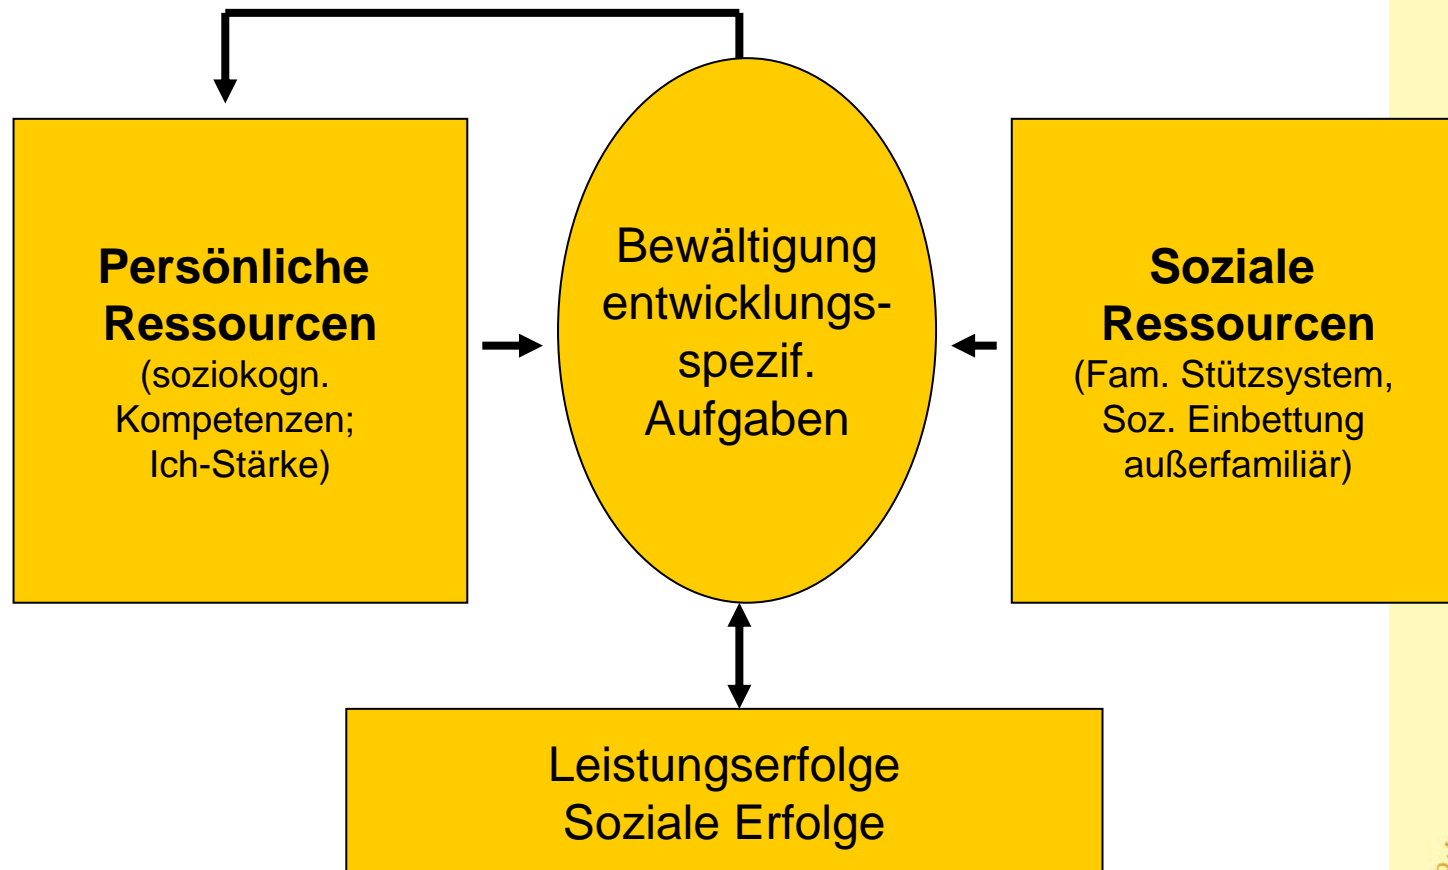 Persönliche
Ressourcen
(soziokogn.
Kompetenzen;
Ich-Stärke)
Bewältigung
entwicklungs-
spezif.
Aufgaben
Soziale
Ressourcen
(Fam. Stützsystem,
Soz. Einbettung
außerfamiliär)
Leistungserfolge
Soziale Erfolge